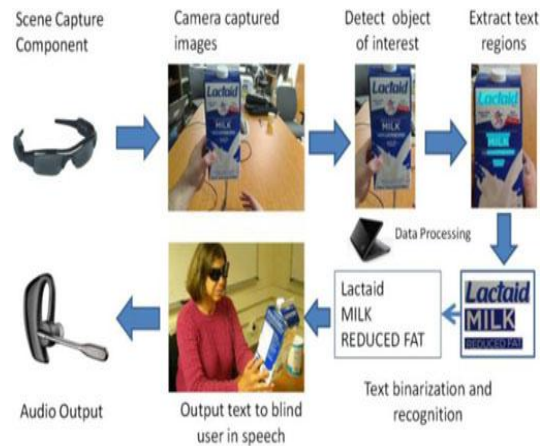 Scene Capture
Component
Camera captured
images
Detect object
of interest
Extract text
regions
Lactaid
MILK
Lactaid
MILK
Lactaid
MILK
Data Processing
Lactaid
MILK
REDUCED FAT
Lactaid
MILK
REDUCED FAT
Audio Output
Output text to blind
user in speech
Text binarization and
recognition